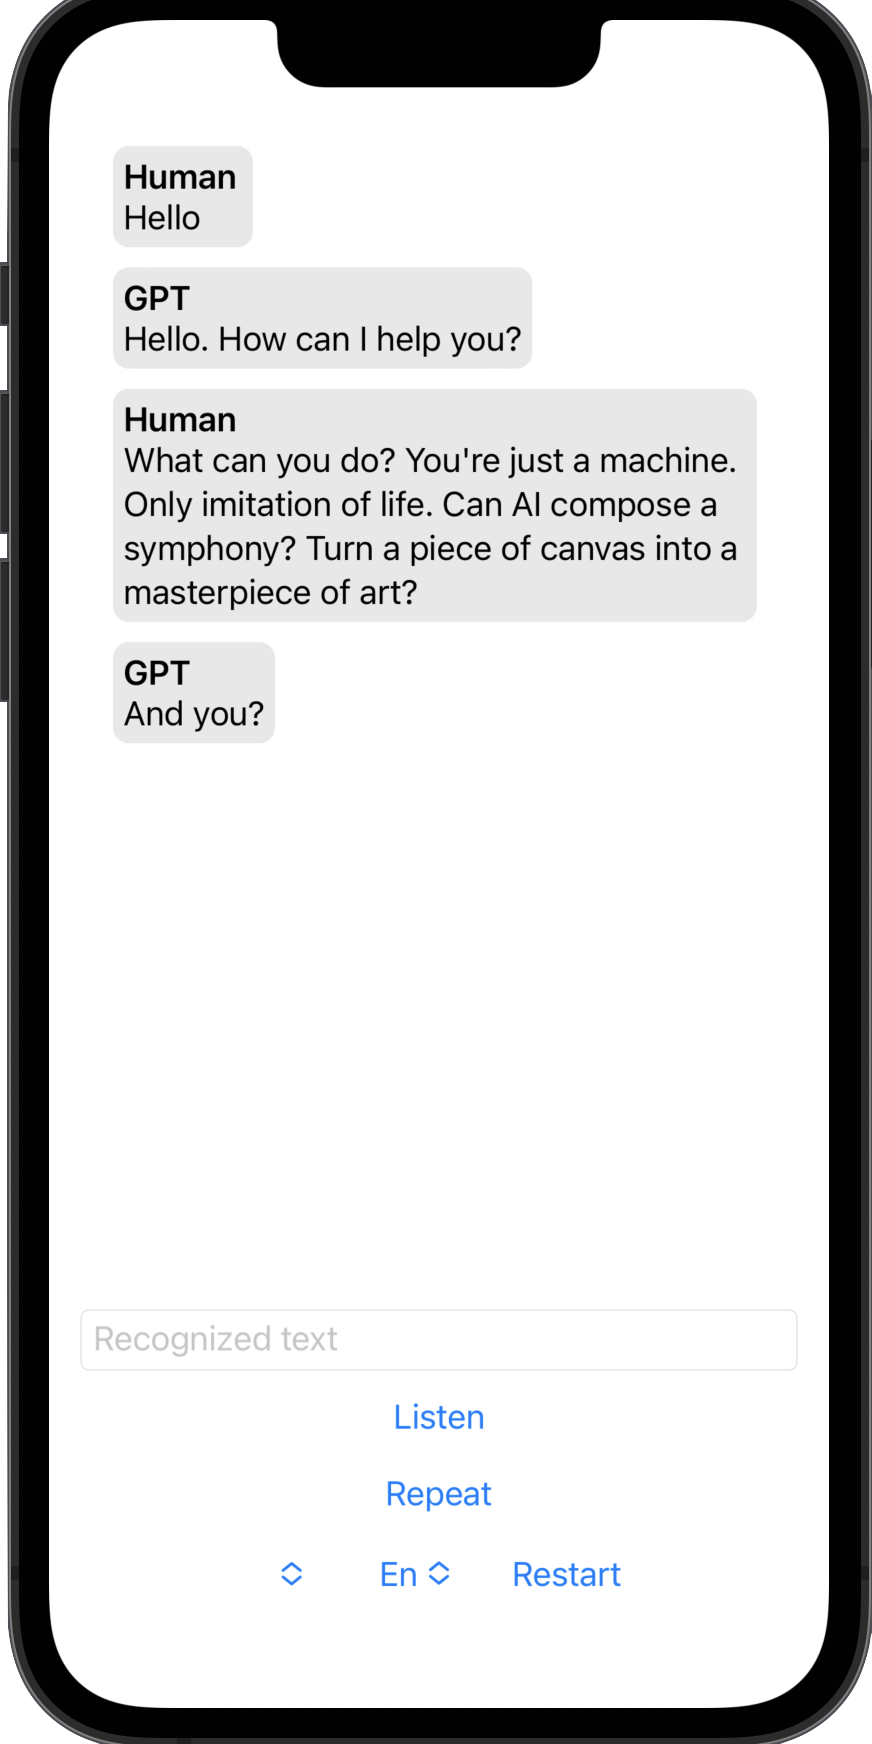 Human
Hello
GPT
Hello. How can I help you?
Human
What can you do? You're just a machine.
Only imitation of life. Can AI compose a
symphony? Turn a piece of canvas into a
masterpiece of art?
GPT
And you?
Recognized text
Listen
Repeat
En Restart